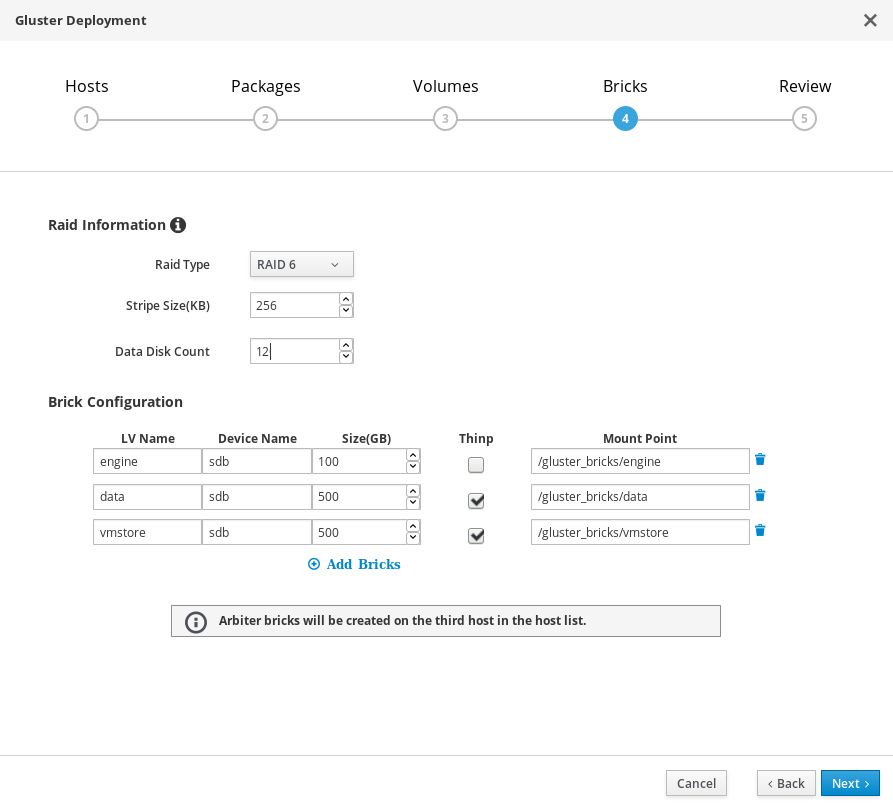 Gluster Deployment
Hosts Packages Volumes Bricks Review
1 2 3 4 5
Raid Information
Raid Type RAID 6
Stripe Size(KB) 256
Data Disk Count 12
Brick Configuration
LV Name Device Name Size(GB) Thinp Mount Point
engine sdb 100 /gluster_bricks/engine
data sdb 500 /gluster_bricks/data
vmstore sdb 500 /gluster_bricks/vmstore
Add Bricks
Arbiter bricks will be created on the third host in the host list.
Cancel ‹ Back Next ›